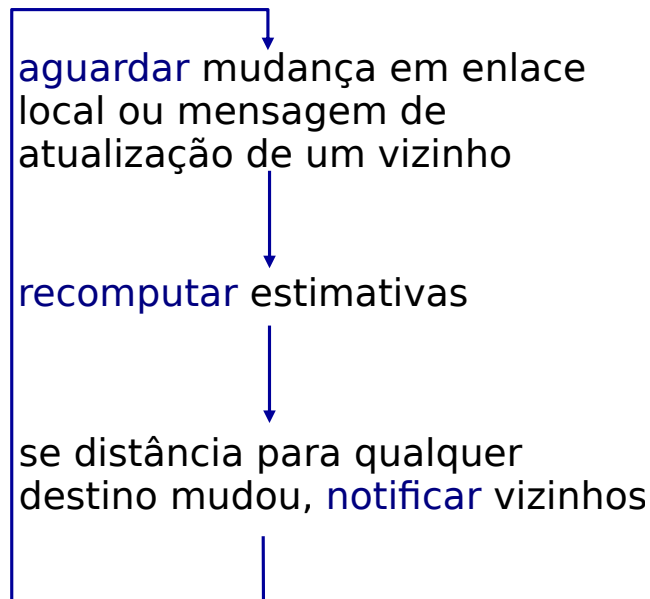 aguardar mudança em enlace
local ou mensagem de
atualização de um vizinho
recomputar estimativas
se distância para qualquer
destino mudou, notificar vizinhos